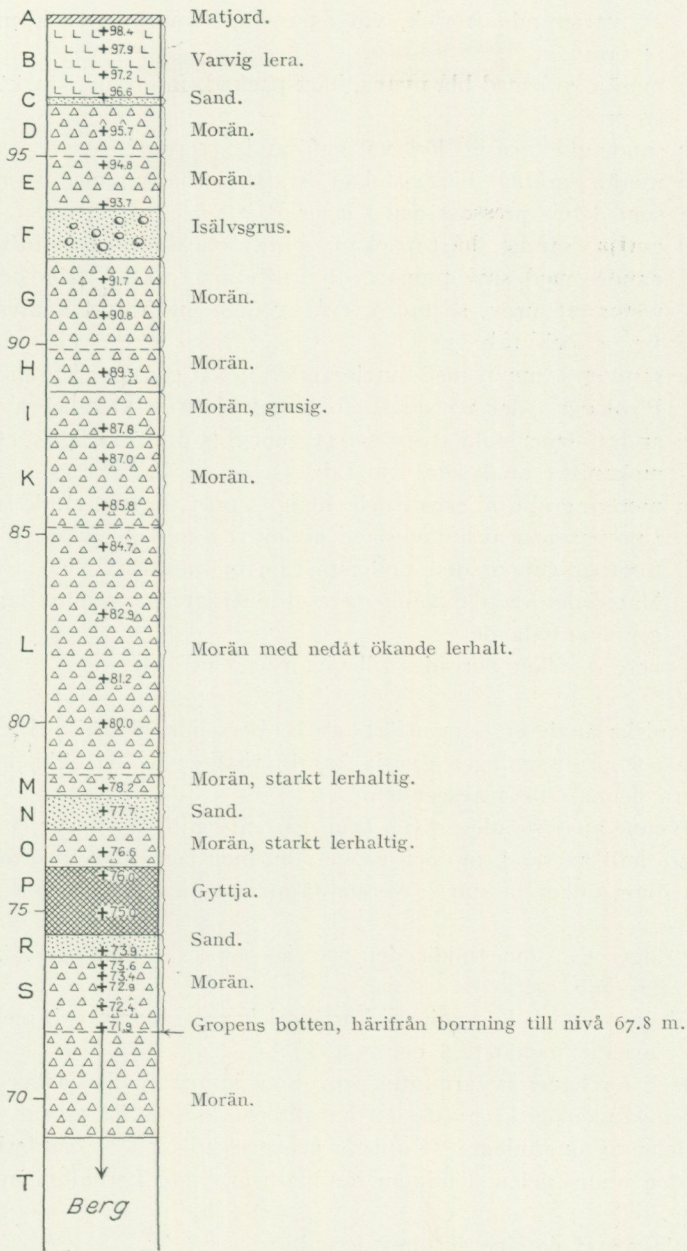 A Matjord.
+98.4
+97.9
B Varvig lera.
+97.2
+96.6
C Sand.
D +95.7 Morän.
95
+94.8
E Morän.
+93.7
F Isälvsgrus.
+91.7
G Morän.
+90.8
90
H +89.3 Morän.
I Morän, grusig.
+87.8
+87.0
K Morän.
+85.8
85
+84.7
+82.9
L Morän med nedåt ökande lerhalt.
+81.2
80 +80.0
M +78.2 Morän, starkt lerhaltig.
N +77.7 Sand.
O +76.6 Morän, starkt lerhaltig.
+76.0
P Gyttja.
75 +75.0
R +73.9 Sand.
+73.6
+73.4
S +72.9 Morän.
+72.4
+71.9 Gropens botten, härifrån borrning till nivå 67.8 m.
70 Morän.
T
Berg